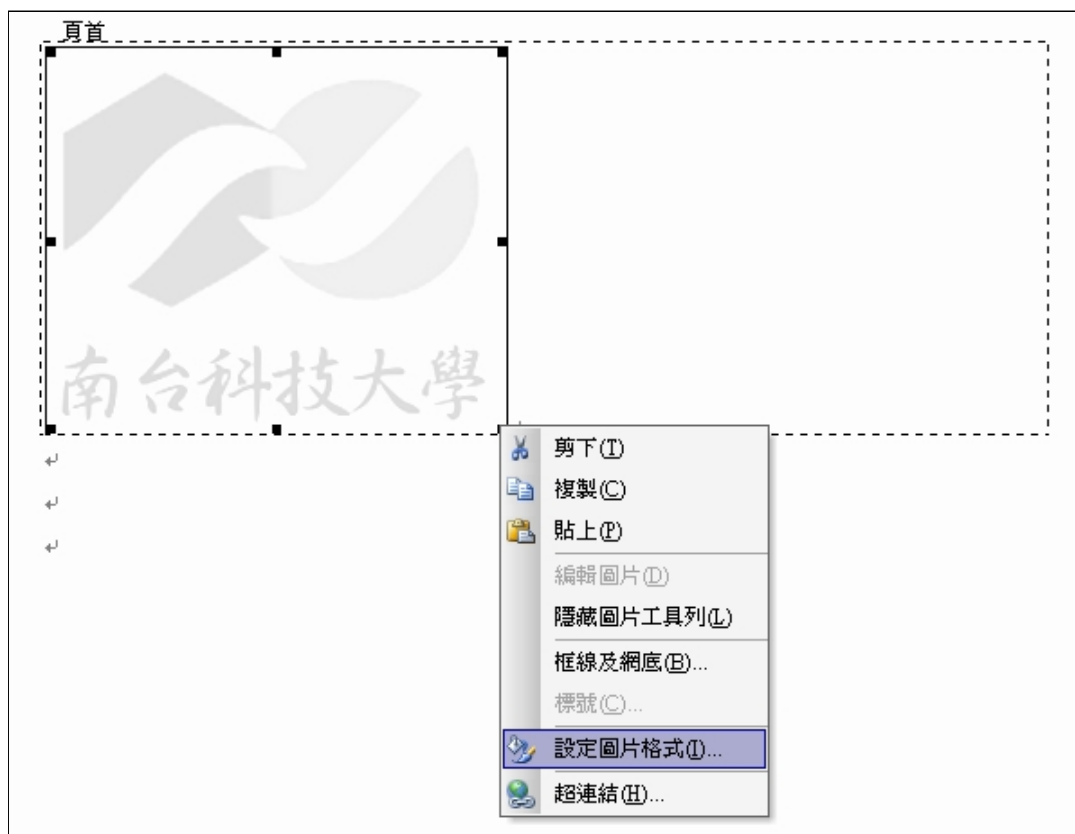 頁首
南台科技大學
剪下(T)
複製(C)
貼上(P)
編輯圖片(D)
隱藏圖片工具列(L)
框線及網底(B)...
標號(C)...
設定圖片格式(I)...
超連結(H)...